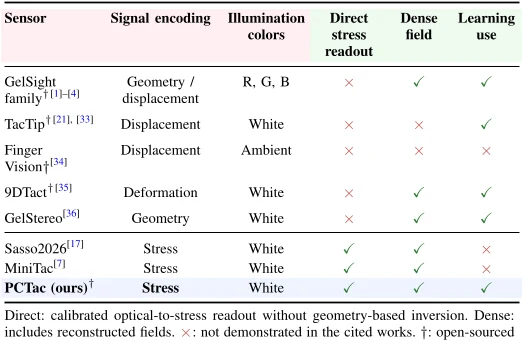 Sensor Signal encoding Illumination Direct Dense Learning
colors stress field use
readout
GelSight Geometry / R, G, B × ✓ ✓
family†[1]–[4] displacement
TacTip†[21], [33] Displacement White × × ✓
Finger Displacement Ambient × × ×
Vision†[34]
9DTact†[35] Deformation White × ✓ ✓
GelStereo[36] Geometry White × ✓ ✓
Sasso2026[17] Stress White ✓ ✓ ×
MiniTac[7] Stress White ✓ ✓ ×
PCTac (ours)† Stress White ✓ ✓ ✓
Direct: calibrated optical-to-stress readout without geometry-based inversion. Dense:
includes reconstructed fields. ×: not demonstrated in the cited works. †: open-sourced